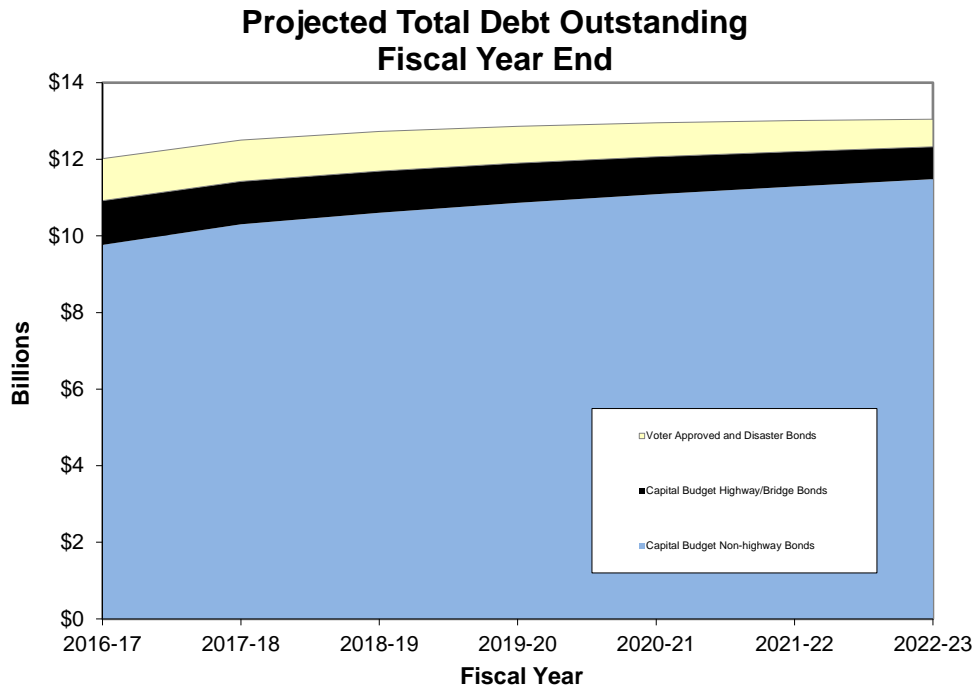 Projected Total Debt Outstanding
Fiscal Year End
$14
$12
$10
$8
$6
$4
$2
$0
Billions
Voter Approved and Disaster Bonds
Capital Budget Highway/Bridge Bonds
Capital Budget Non-highway Bonds
2016-17 2017-18 2018-19 2019-20 2020-21 2021-22 2022-23
Fiscal Year